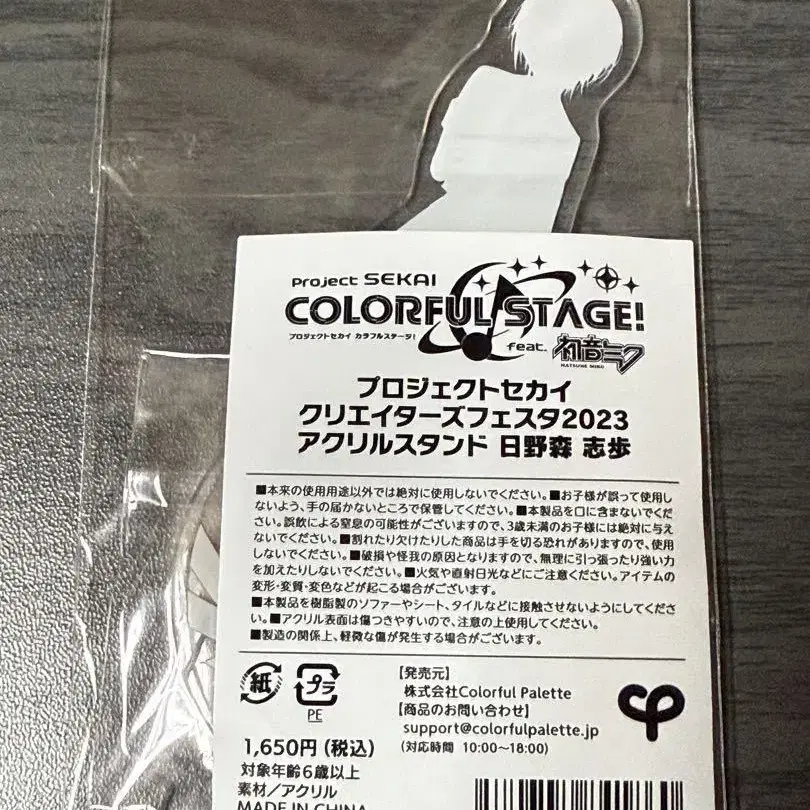 Project SEKAI
COLORFUL STAGE!
プロジェクトセカイ カラフルステージ!
feat. 初音ミク
HATSUNE MIKU
プロジェクトセカイ
クリエイターズフェスタ2023
アクリルスタンド 日野森 志歩
■本来の使用用途以外では絶対に使用しないでください。■お子様が誤って使用し
ないよう、手の届かないところで保管してください。■本製品を口に含まないでくだ
さい。誤飲による窒息の可能性がございますので、3歳未満のお子様には絶対に与え
ないでください。■割れたり欠けたりした商品は手を切る恐れがありますので、使用
しないでください。■破損や怪我の原因となりますので、無理に引っ張ったり強い力
を加えたりしないでください。■火気や直射日光などにご注意ください。アイテムの
変形・変質・変色などが起こる場合がございます。
■本製品を樹脂製のソファーやシート、タイルなどに接触させないようにしてくださ
い。■アクリル表面は傷つきやすいので、注意の上使用してください。
■製造の関係上、軽微な傷が発生する場合がございます。
紙
プラ
PE
【発売元】
株式会社Colorful Palette
【商品のお問い合わせ】
support@colorfulpalette.jp
(対応時間 10:00~18:00)
cp
1,650円(税込)
対象年齢6歳以上
素材/アクリル
MADE IN CHINA